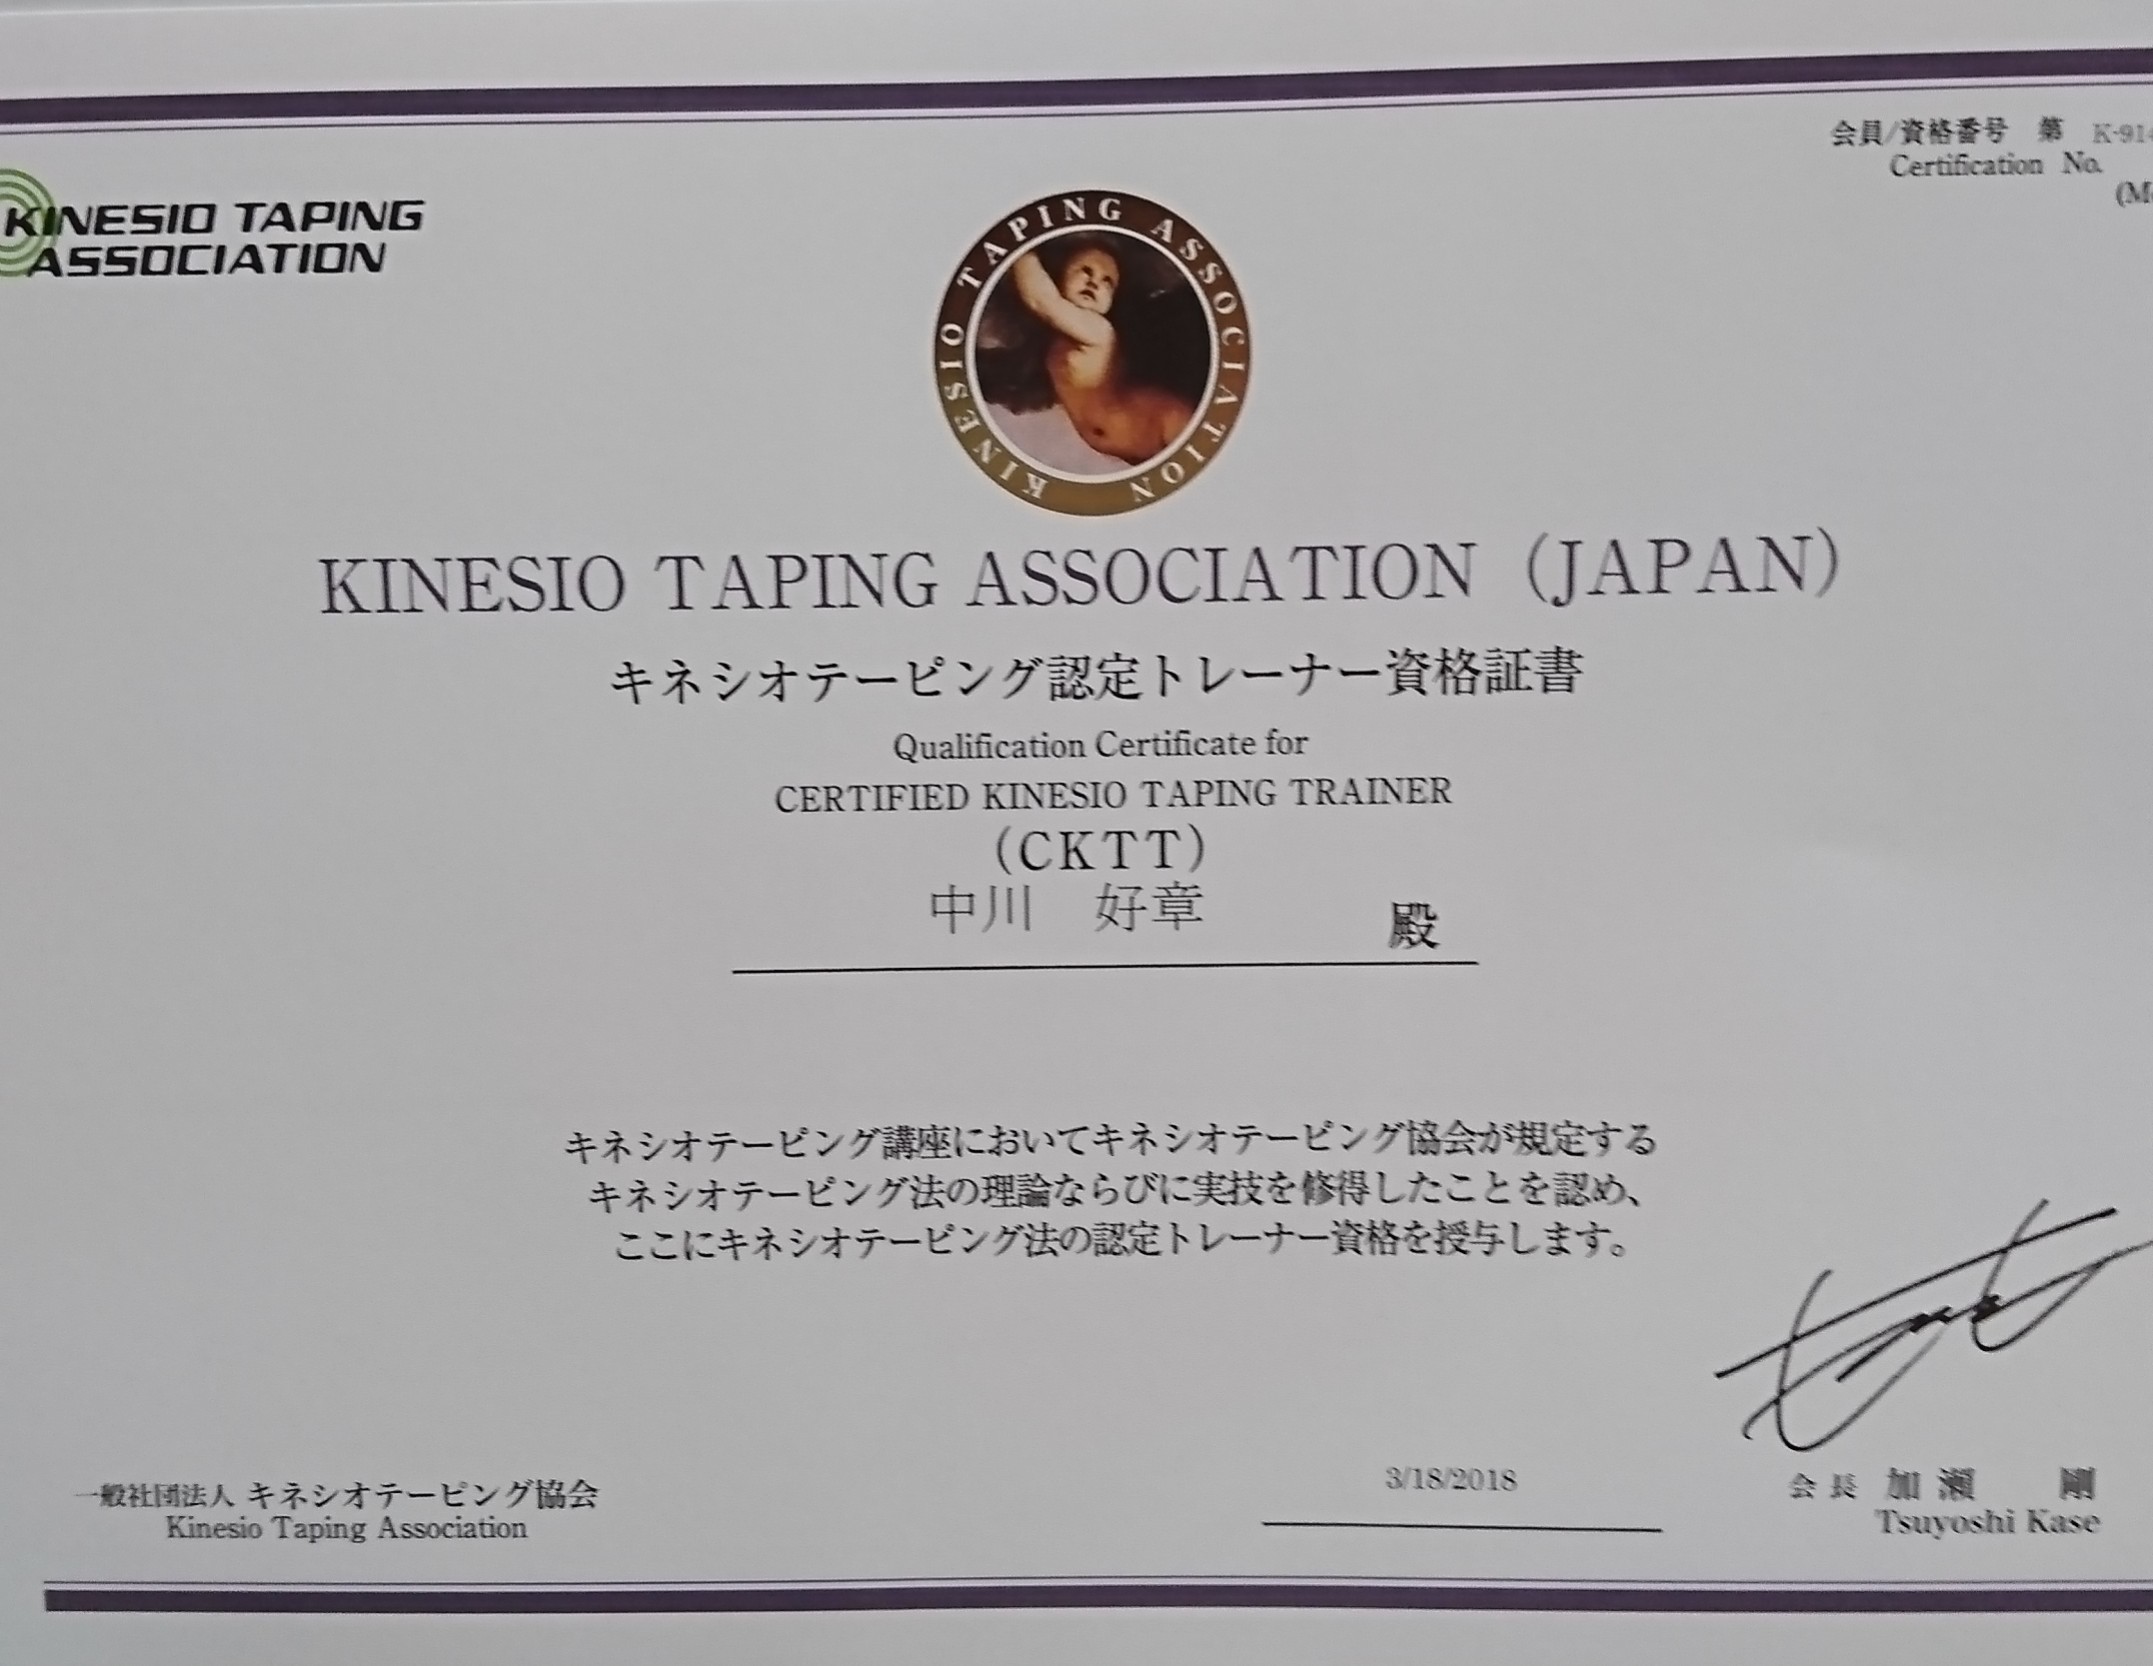 会員/資格番号 第 K-914
Certification No.
KINESIO TAPING
ASSOCIATION
KINESIO TAPING ASSOCIATION
KINESIO TAPING ASSOCIATION（JAPAN）
キネシオテーピング認定トレーナー資格証書
Qualification Certificate for
CERTIFIED KINESIO TAPING TRAINER
（CKTT）
中川 好章 殿
キネシオテーピング講座においてキネシオテーピング協会が規定する
キネシオテーピング法の理論ならびに実技を修得したことを認め、
ここにキネシオテーピング法の認定トレーナー資格を授与します。
一般社団法人 キネシオテーピング協会
Kinesio Taping Association
3/18/2018
会長 加瀬 剛
Tsuyoshi Kase